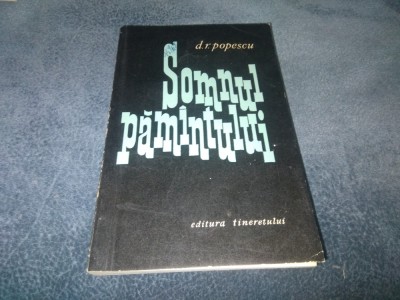 d.r.popescu
Somnul
pămîntului
editura tineretului